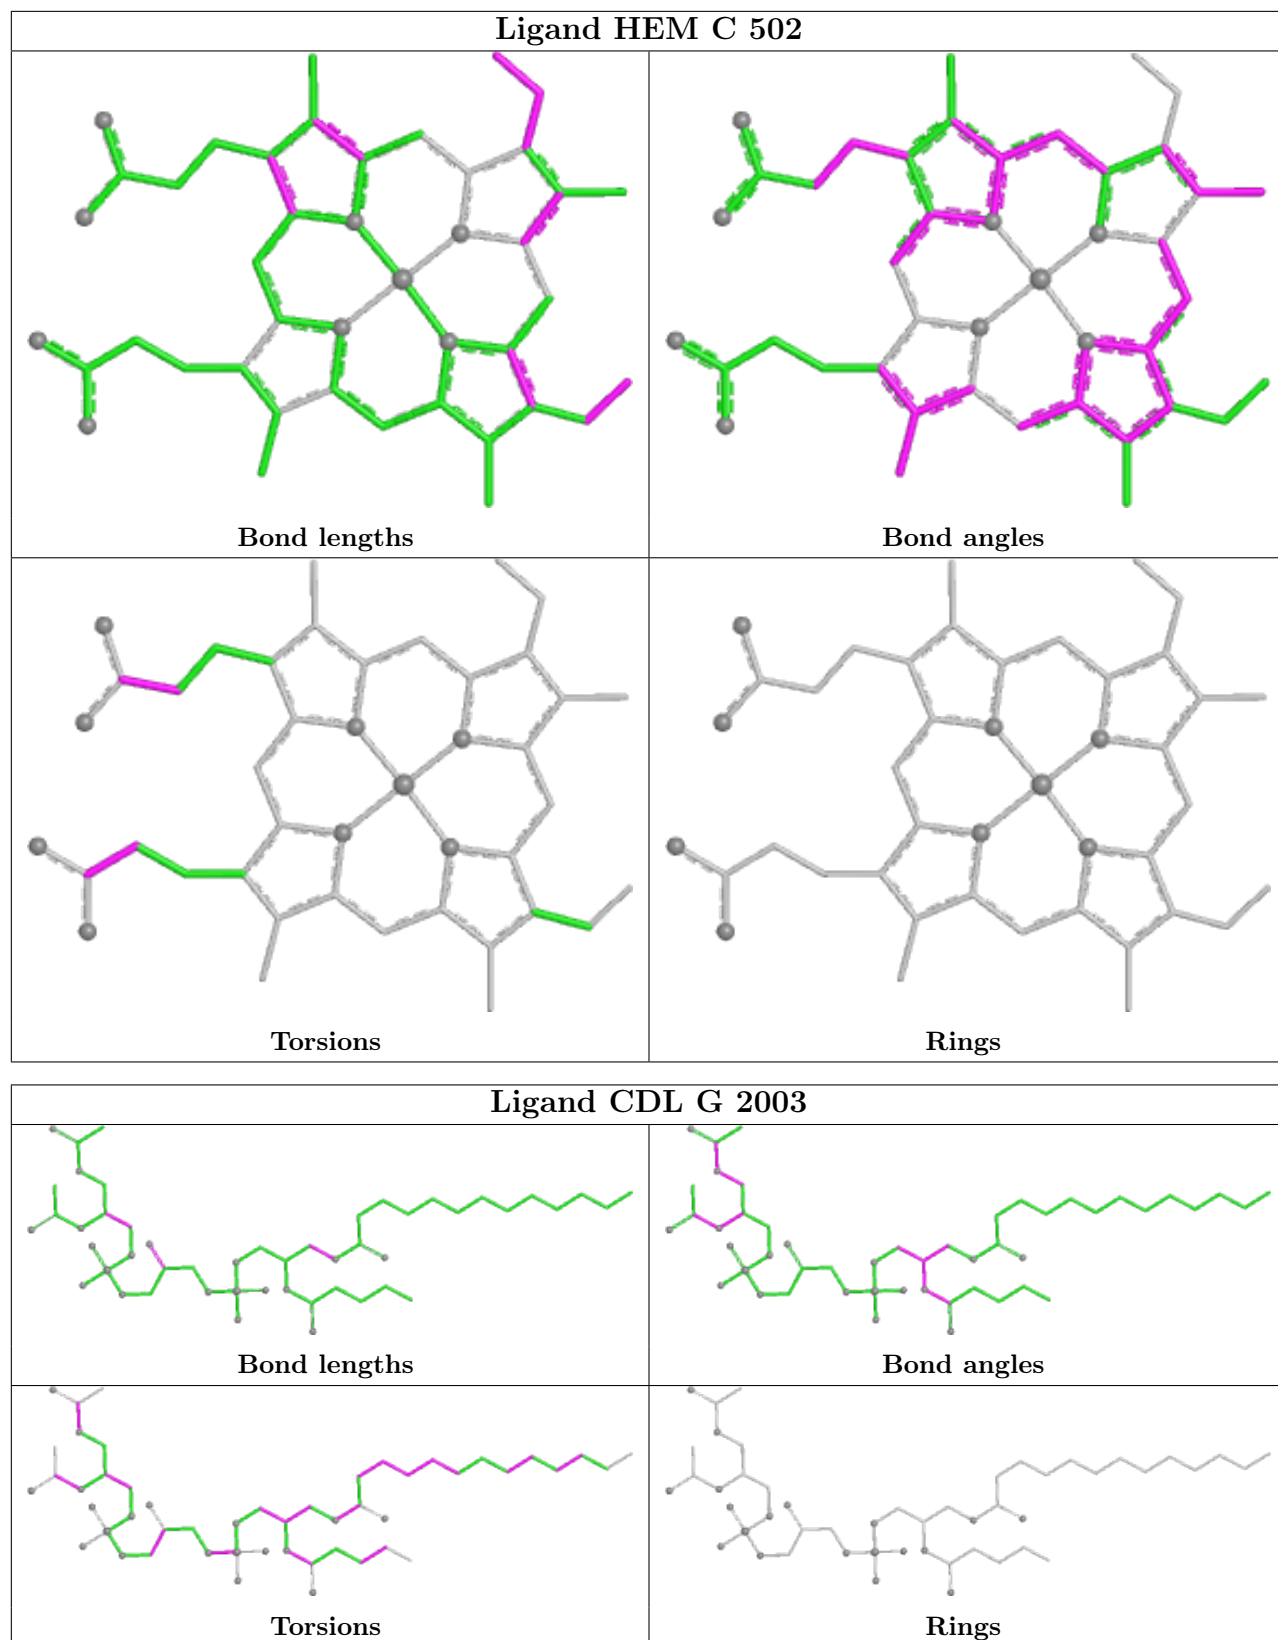 Ligand HEM C 502
Bond lengths
Bond angles
Torsions
Rings
Ligand CDL G 2003
Bond lengths
Bond angles
Torsions
Rings